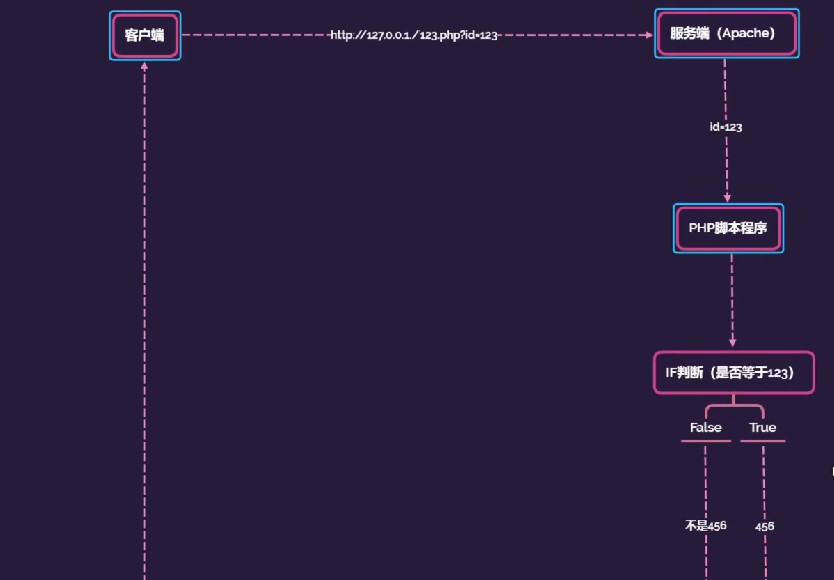 客户端
http://127.0.0.1./123.php?id=123
服务端（Apache）
id=123
PHP脚本程序
IF判断（是否等于123）
False
True
不是456
456